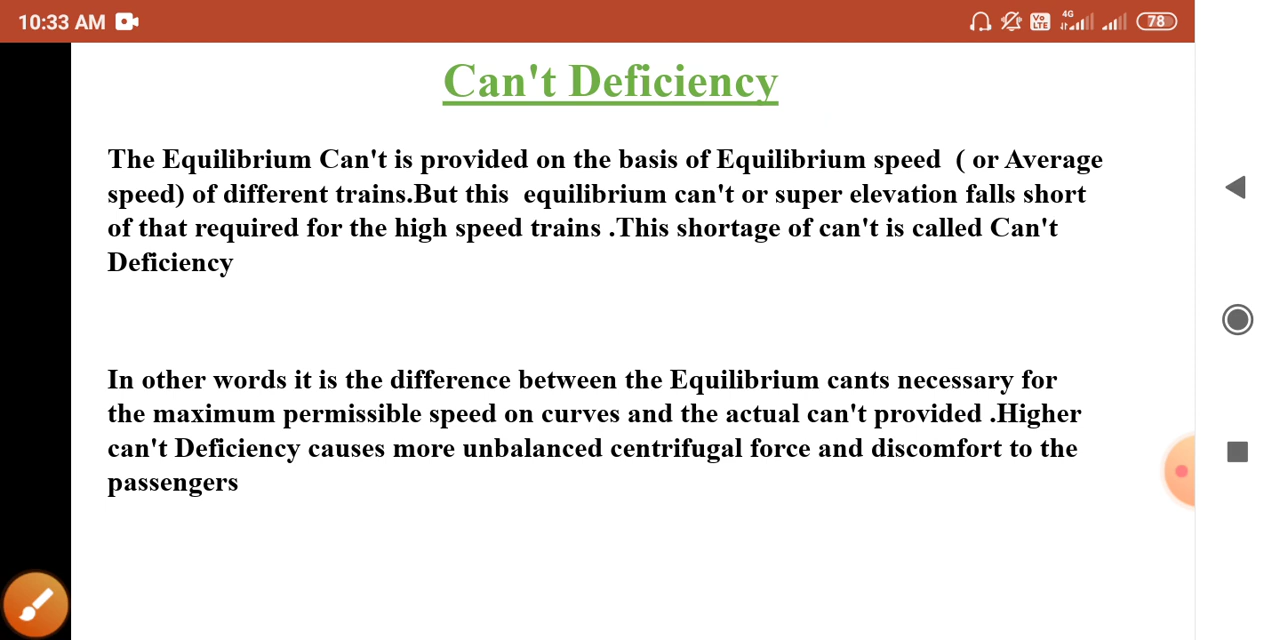 10:33 AM
Vo LTE 4G 78
Can't Deficiency
The Equilibrium Can't is provided on the basis of Equilibrium speed ( or Average
speed) of different trains.But this equilibrium can't or super elevation falls short
of that required for the high speed trains .This shortage of can't is called Can't
Deficiency
In other words it is the difference between the Equilibrium cants necessary for
the maximum permissible speed on curves and the actual can't provided .Higher
can't Deficiency causes more unbalanced centrifugal force and discomfort to the
passengers